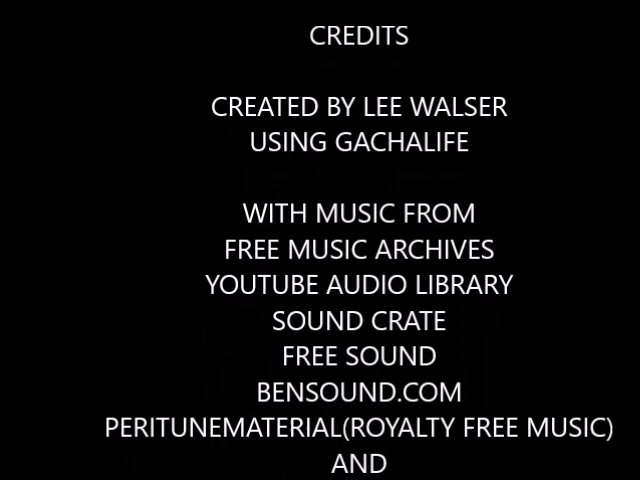 CREDITS
CREATED BY LEE WALSER
USING GACHALIFE
WITH MUSIC FROM
FREE MUSIC ARCHIVES
YOUTUBE AUDIO LIBRARY
SOUND CRATE
FREE SOUND
BENSOUND.COM
PERITUNEMATERIAL(ROYALTY FREE MUSIC)
AND